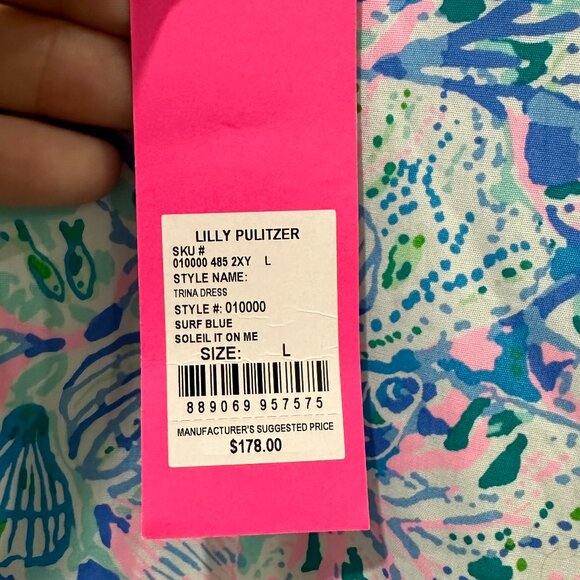 LILLY PULITZER
SKU #
010000 485 2XY L
STYLE NAME:
TRINA DRESS
STYLE #: 010000
SURF BLUE
SOLEIL IT ON ME
SIZE: L
889069 957575
MANUFACTURER'S SUGGESTED PRICE
$178.00